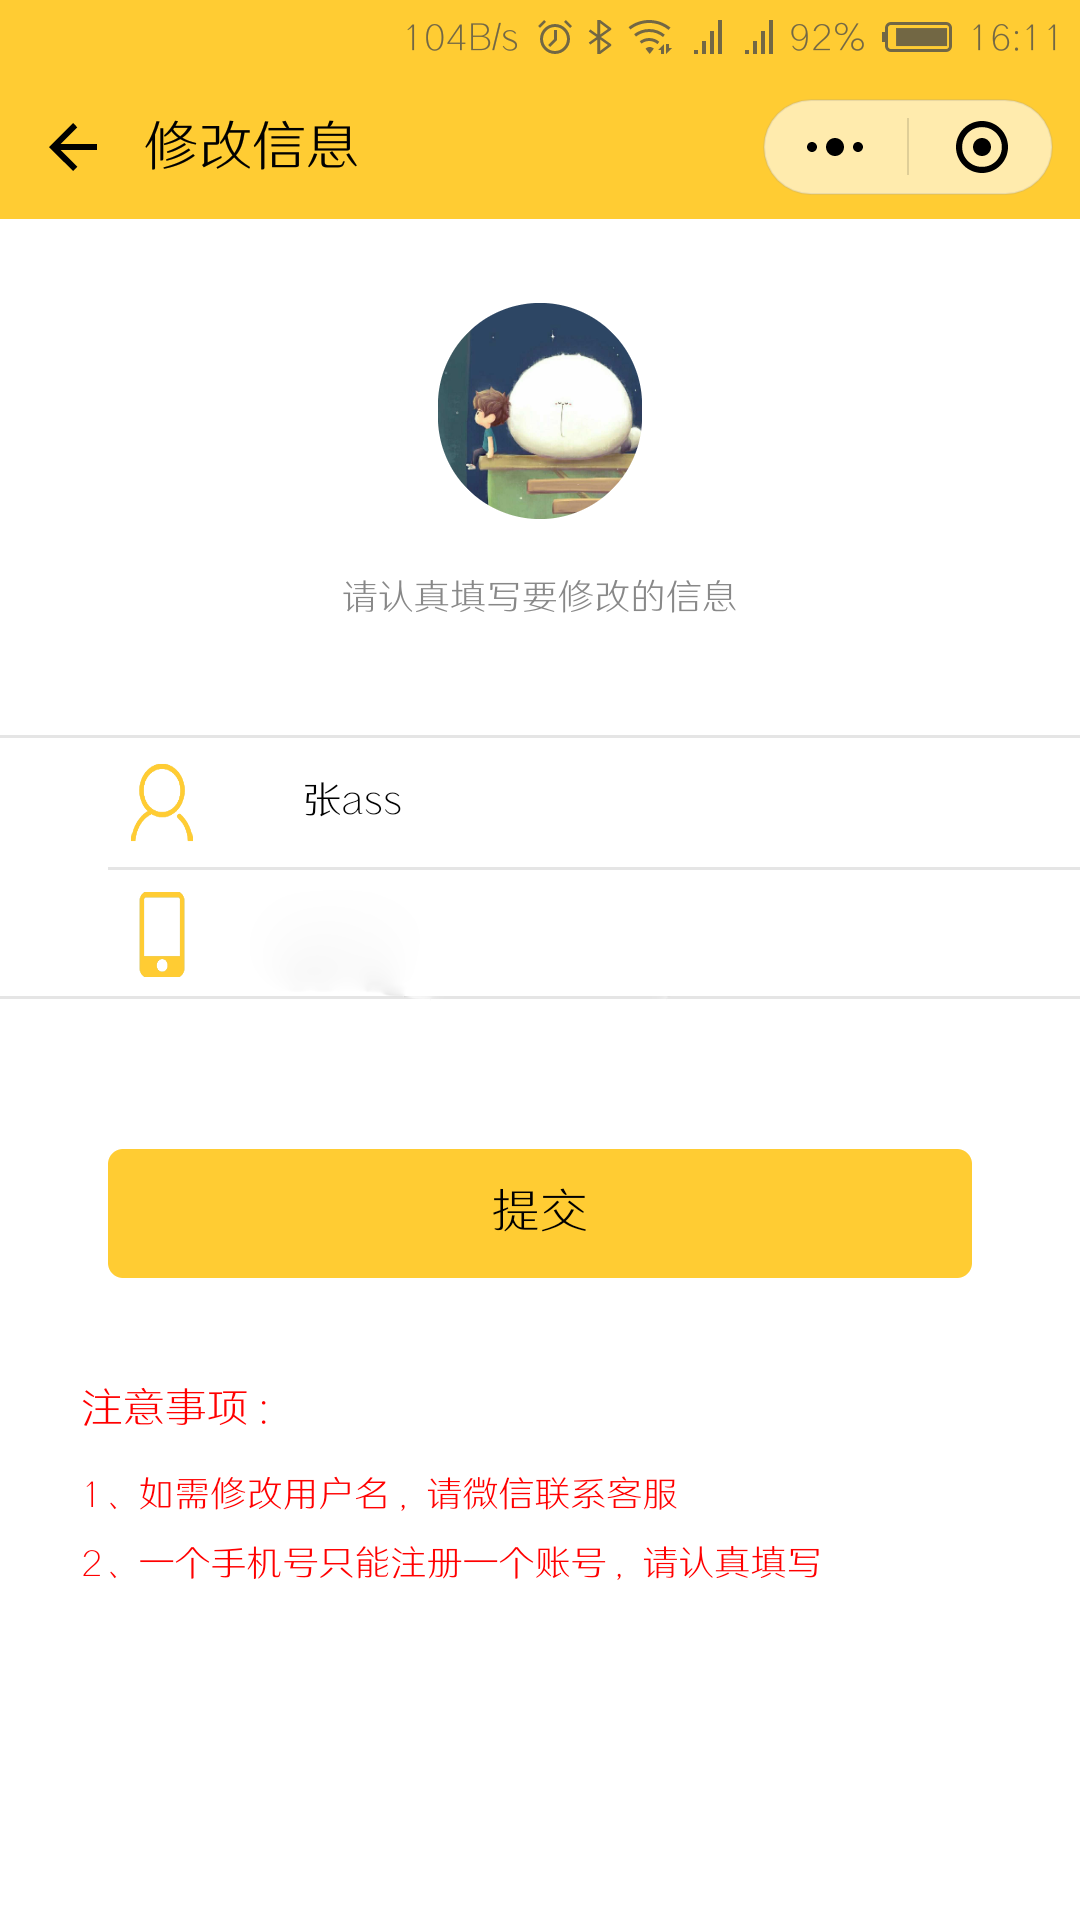 104B/s 92% 16:11
修改信息
请认真填写要修改的信息
张ass
提交
注意事项：
1、如需修改用户名，请微信联系客服
2、一个手机号只能注册一个账号，请认真填写